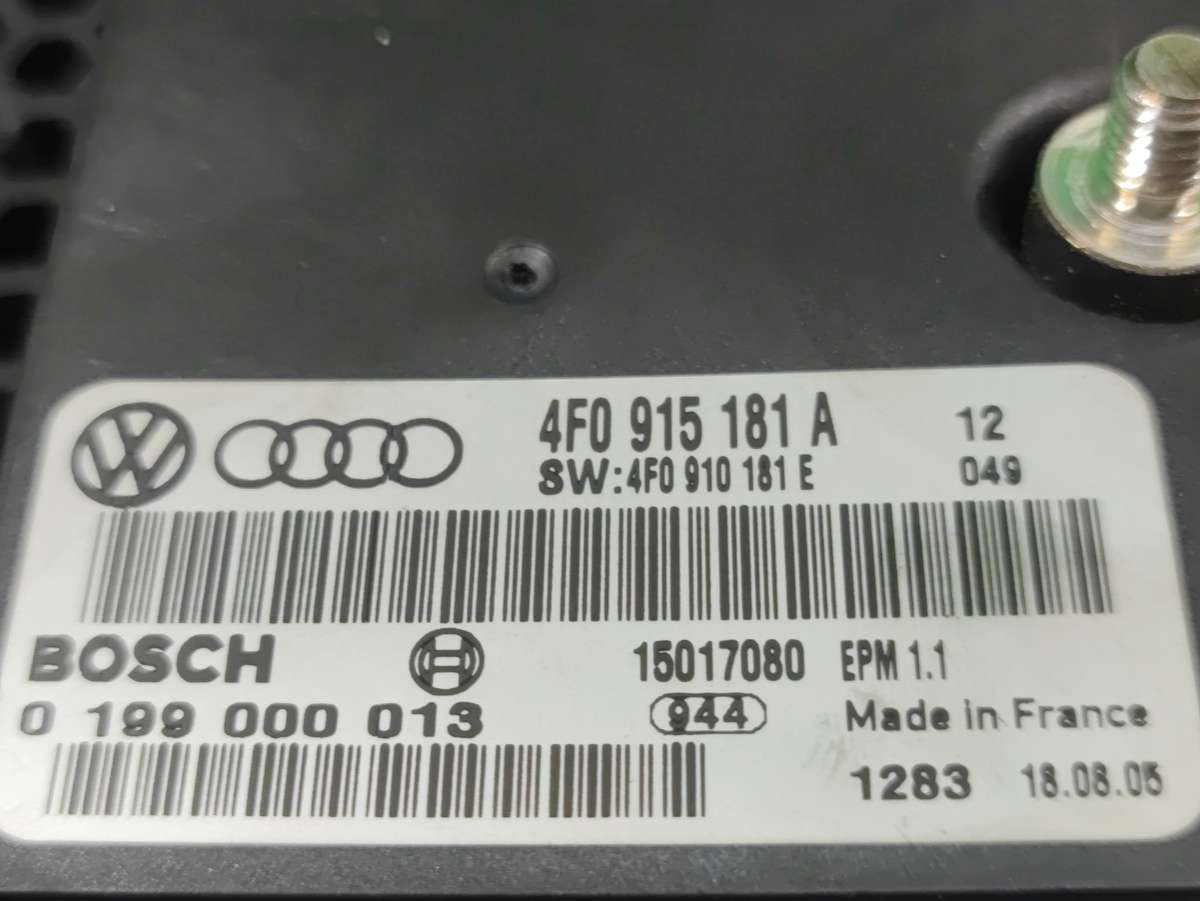 4F0 915 181 A 12
SW:4F0 910 181 E 049
BOSCH 15017080 EPM 1.1
0 199 000 013 944 Made in France
1283 18.08.05